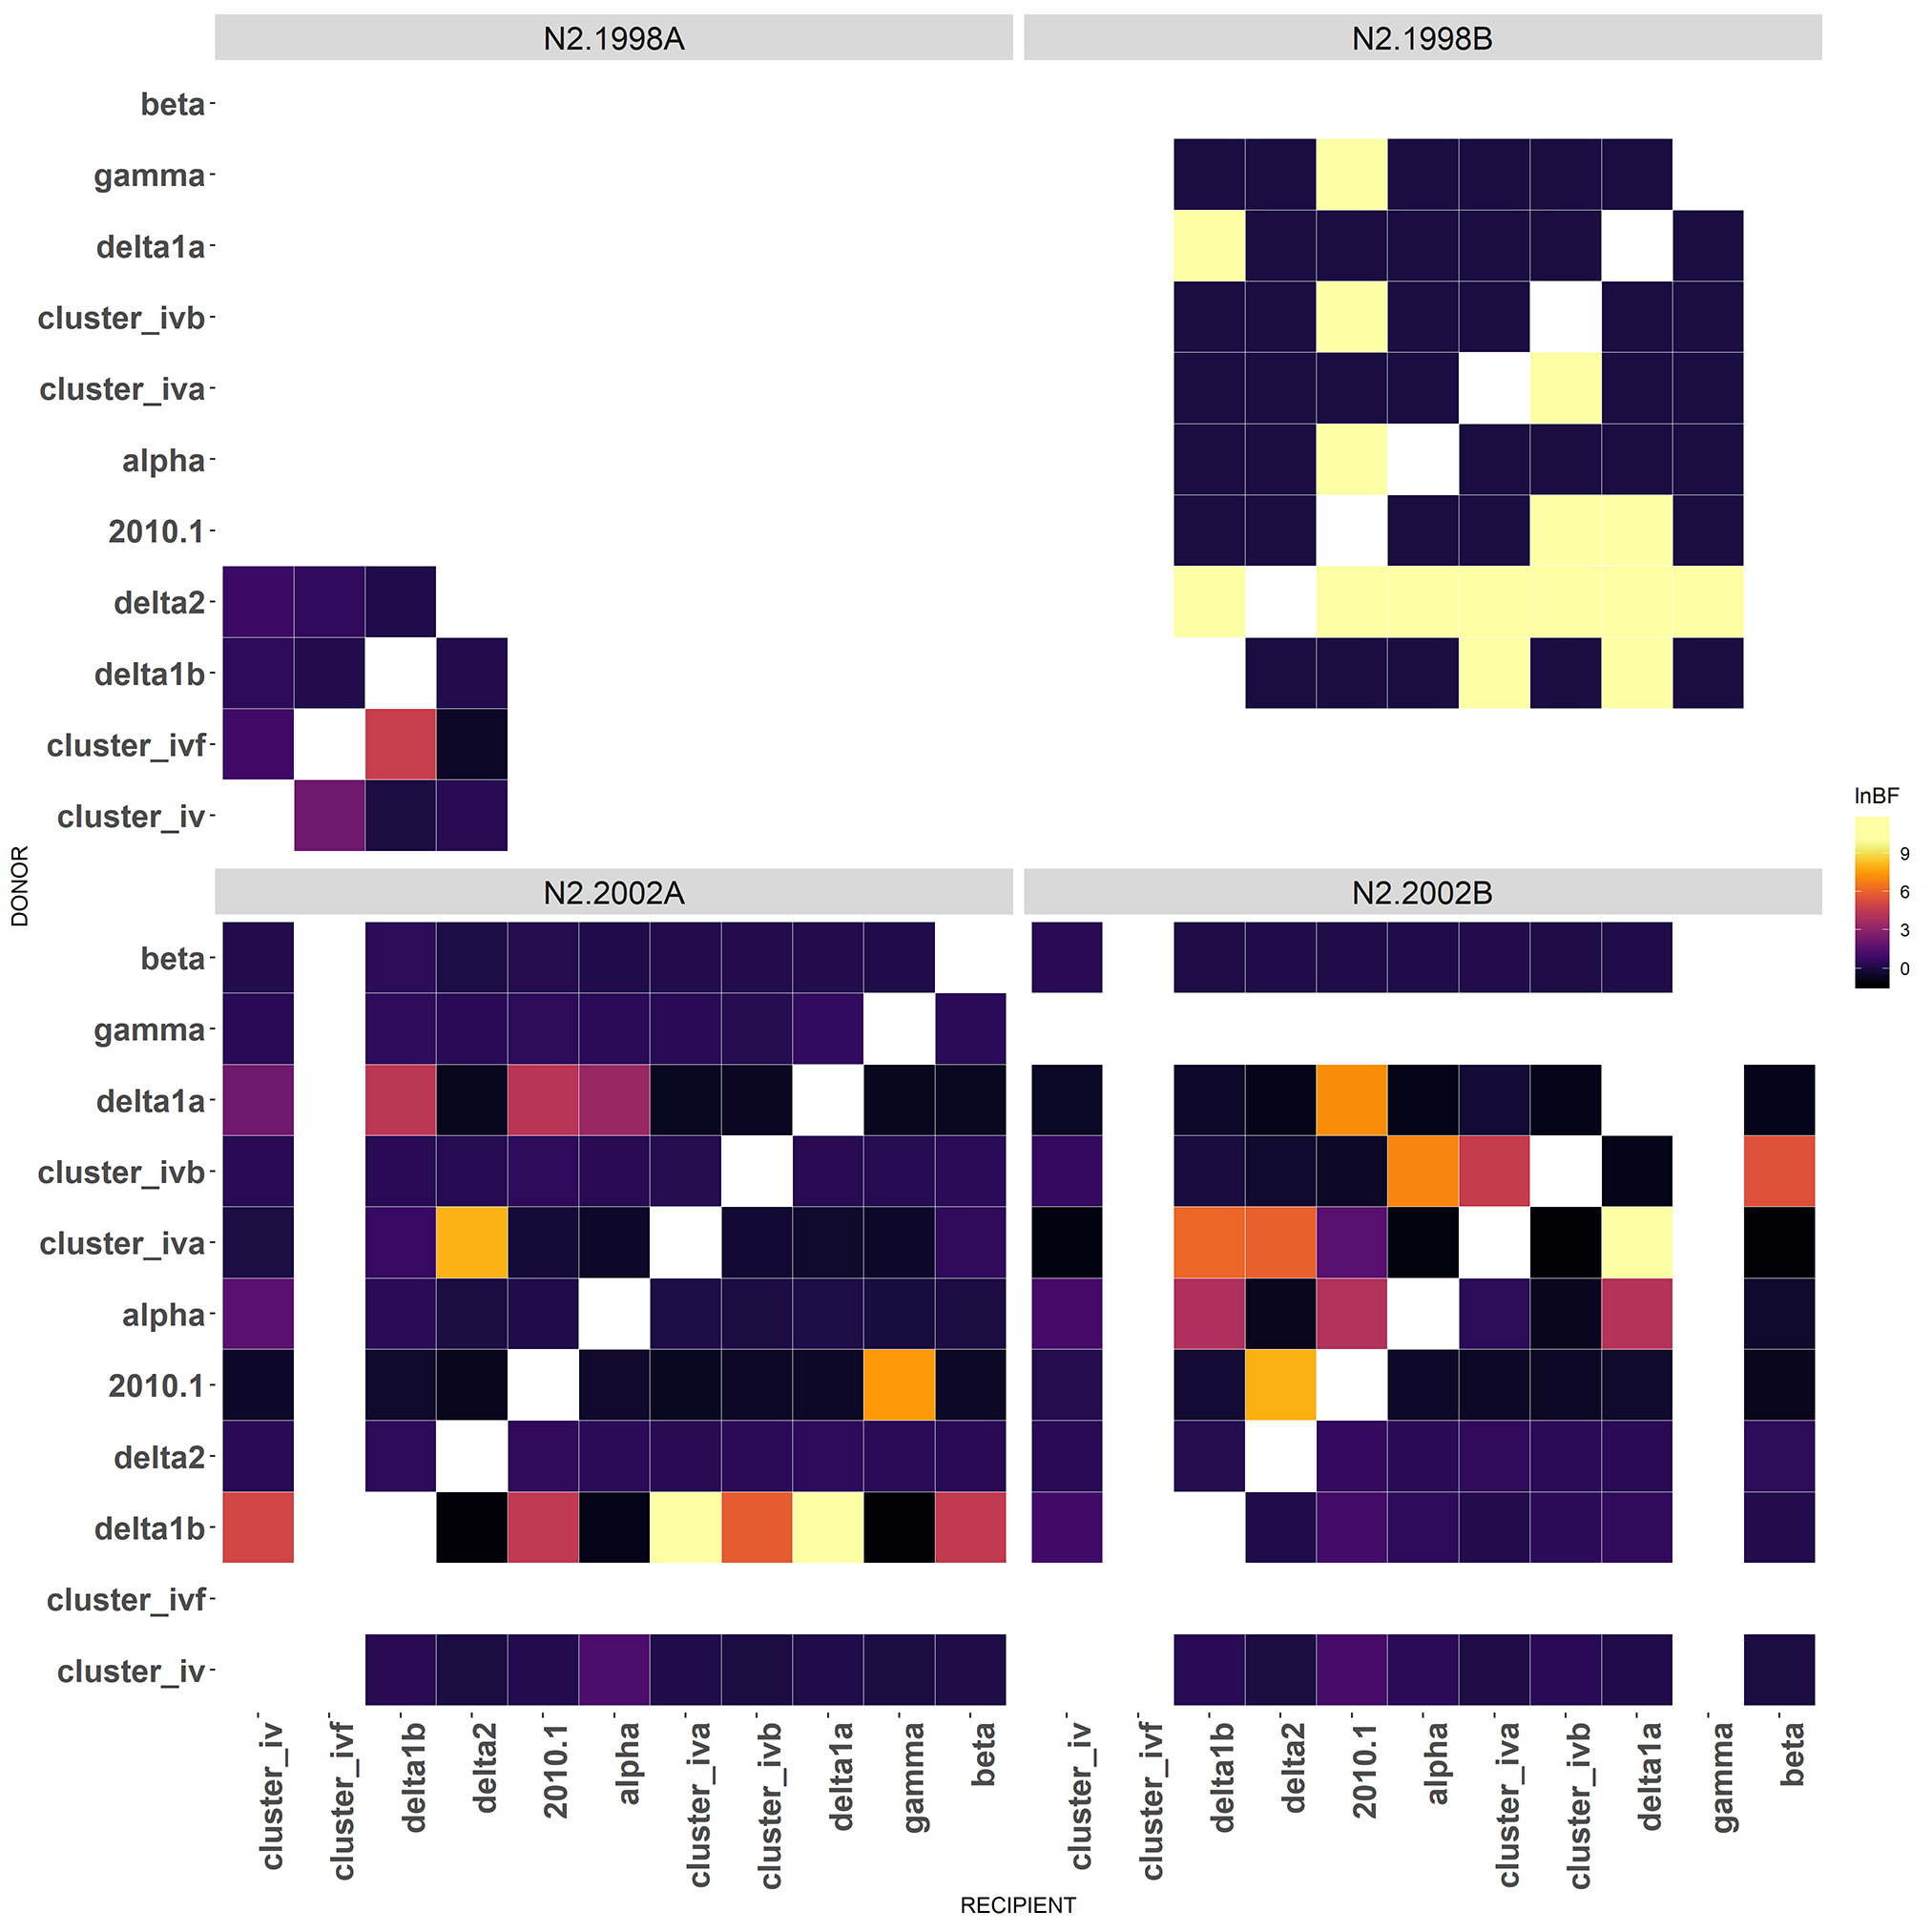 N2.1998A
N2.1998B
beta
gamma
delta1a
cluster_ivb
cluster_iva
alpha
2010.1
delta2
delta1b
cluster_ivf
cluster_iv
lnBF
9
6
3
0
DONOR
N2.2002A
N2.2002B
beta
gamma
delta1a
cluster_ivb
cluster_iva
alpha
2010.1
delta2
delta1b
cluster_ivf
cluster_iv
cluster_iv
cluster_ivf
delta1b
delta2
2010.1
alpha
cluster_iva
cluster_ivb
delta1a
gamma
beta
cluster_iv
cluster_ivf
delta1b
delta2
2010.1
alpha
cluster_iva
cluster_ivb
delta1a
gamma
beta
RECIPIENT